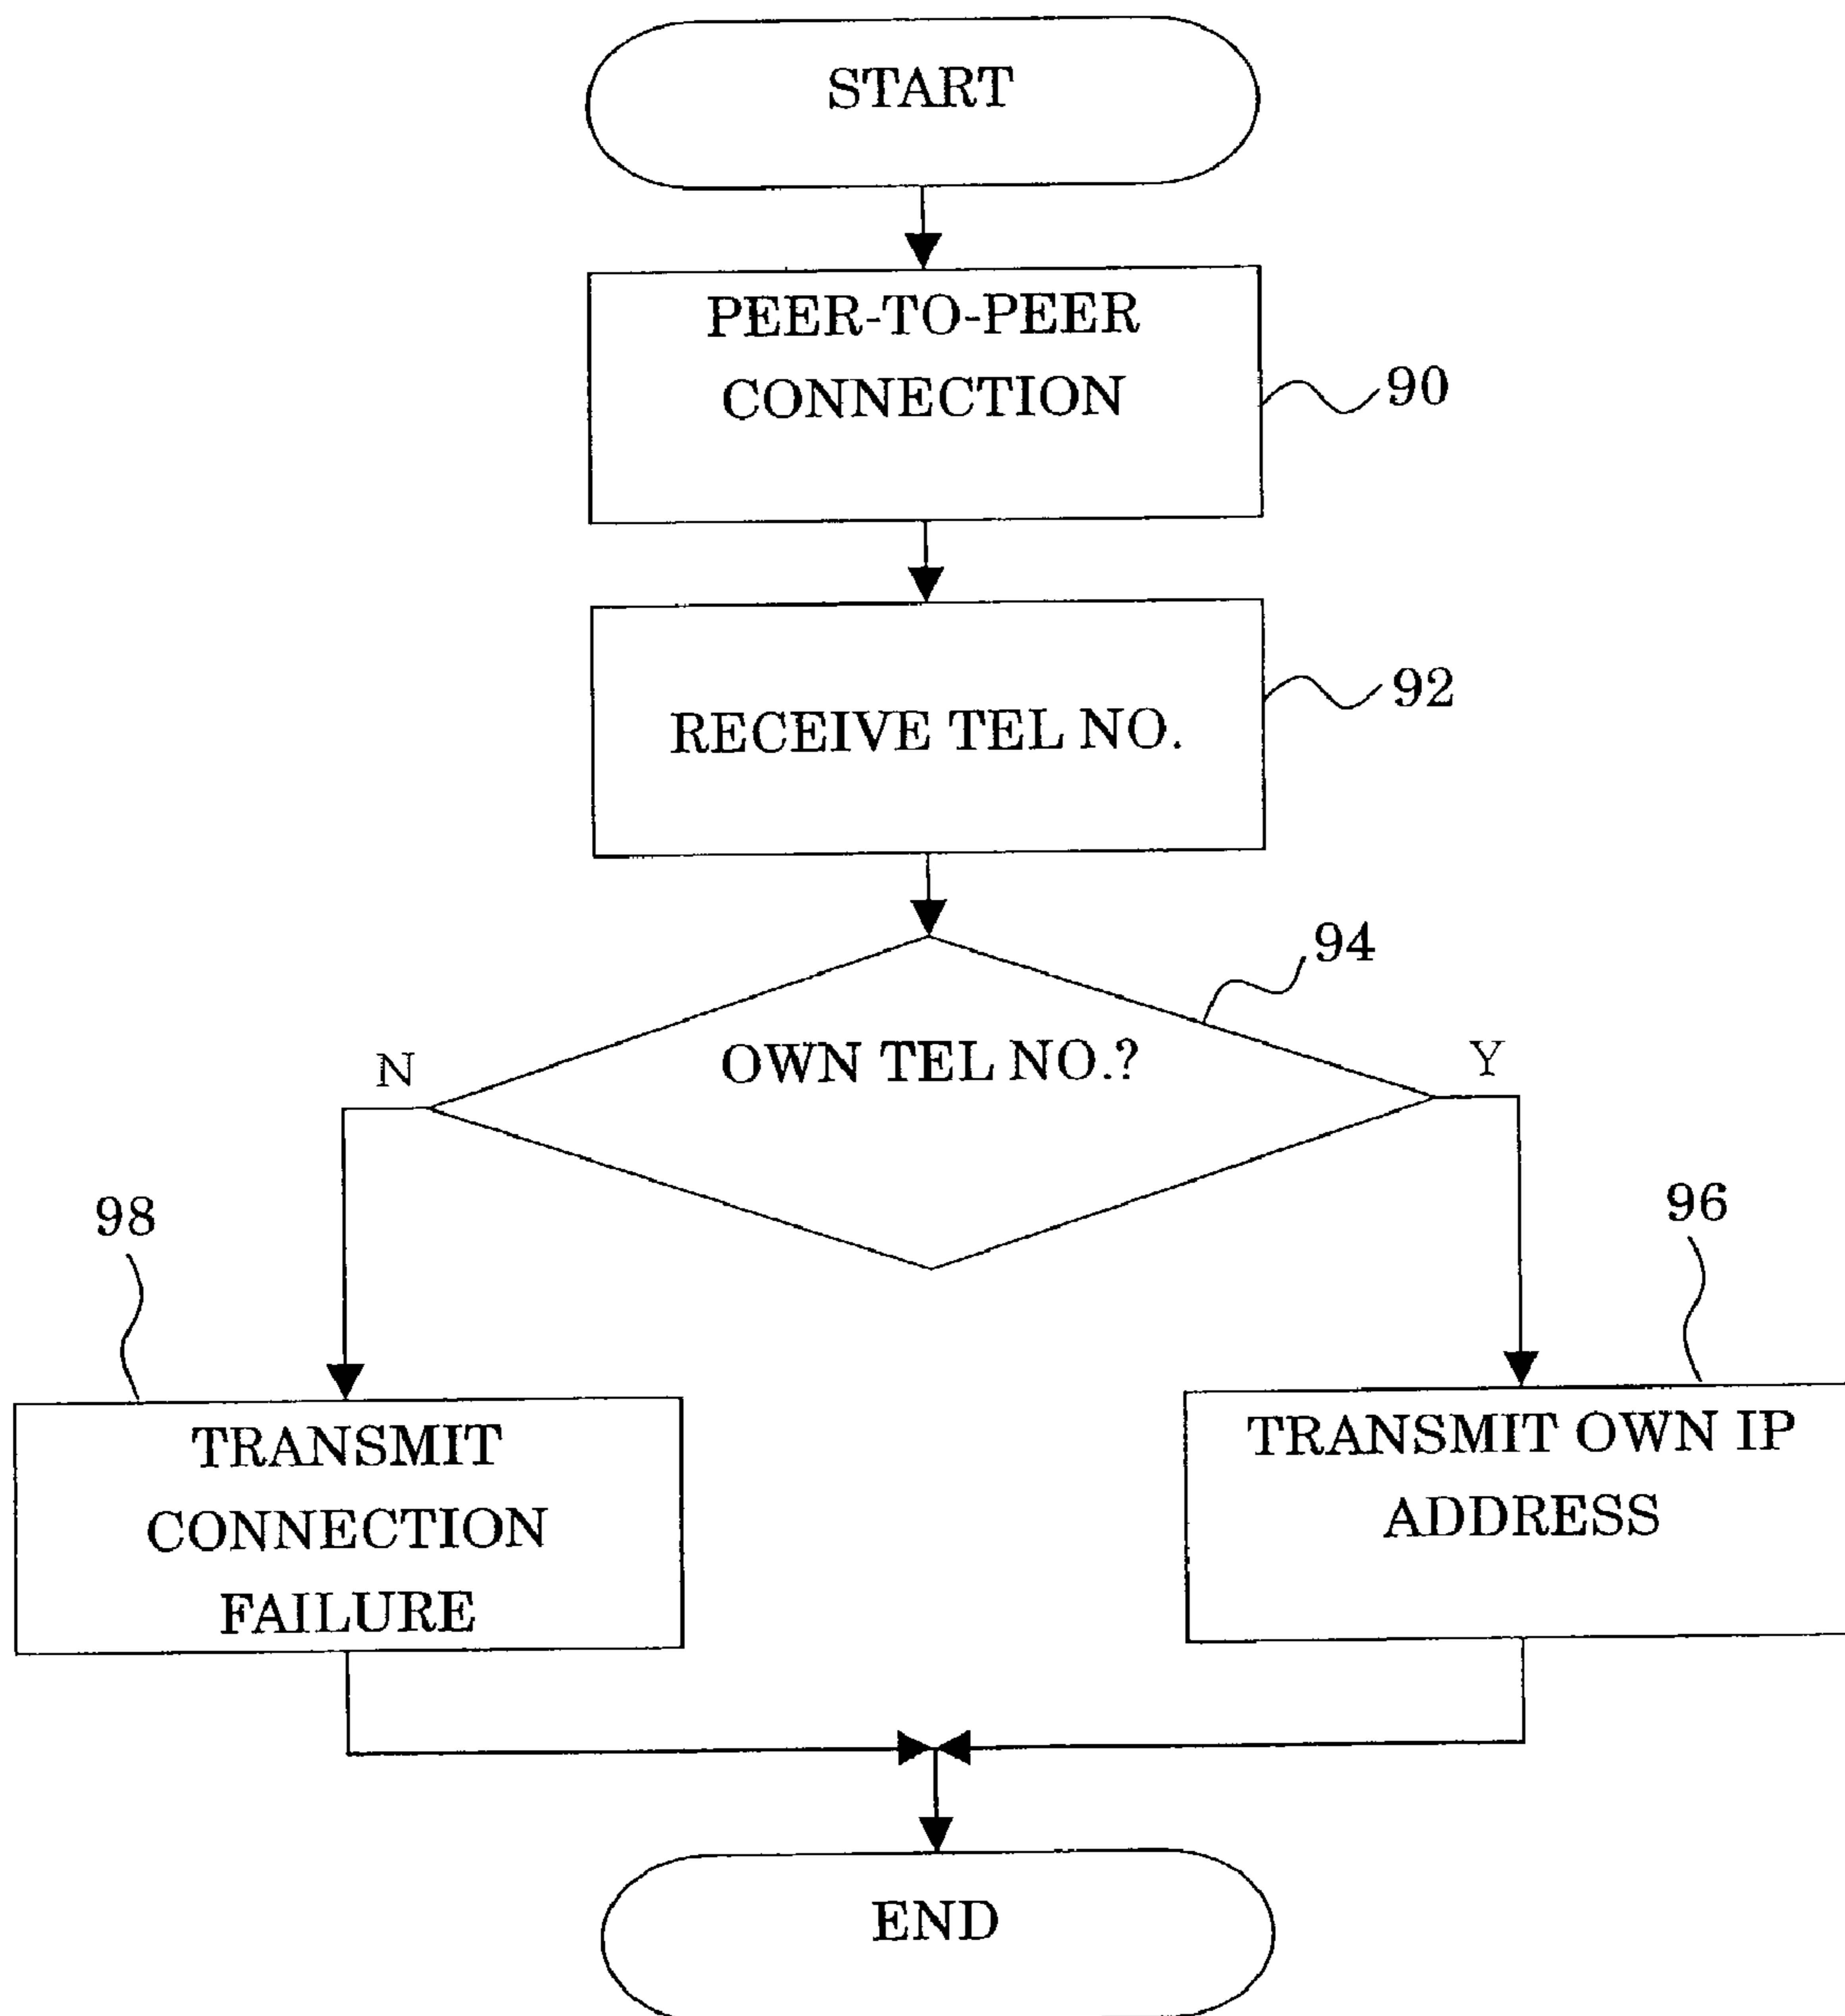 START
PEER-TO-PEER
CONNECTION
90
RECEIVE TEL NO.
92
94
OWN TEL NO.?
N
Y
98
96
TRANSMIT
CONNECTION
FAILURE
TRANSMIT OWN IP
ADDRESS
END